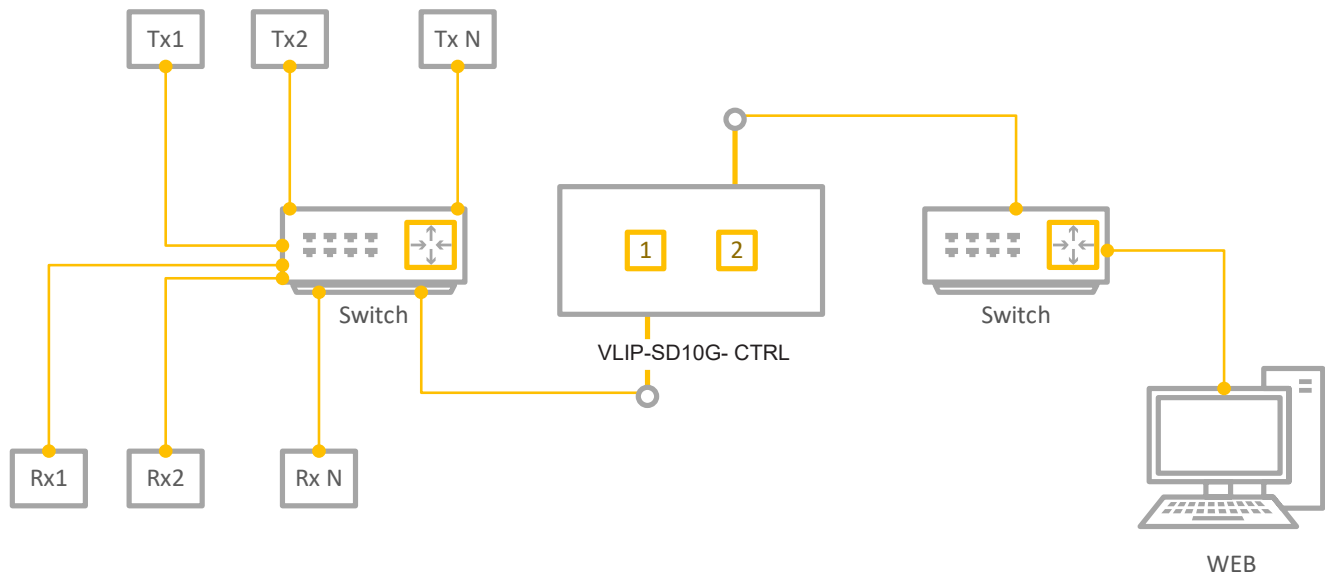 Tx1
Tx2
Tx N
1
2
Switch
VLIP-SD10G- CTRL
Switch
Rx1
Rx2
Rx N
WEB